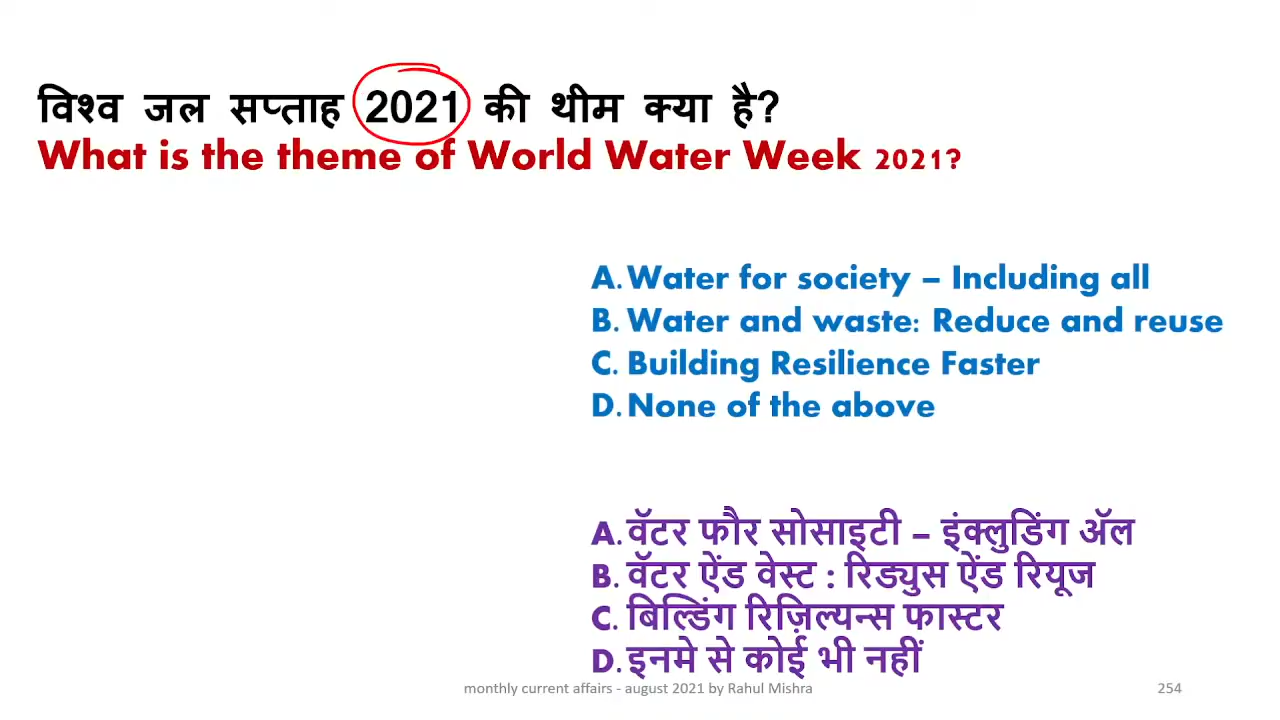 विश्व जल सप्ताह 2021 की थीम क्या है?
What is the theme of World Water Week 2021?
A. Water for society – Including all
B. Water and waste: Reduce and reuse
C. Building Resilience Faster
D. None of the above
A. वॅटर फौर सोसाइटी – इंक्लुडिंग ऑल
B. वॅटर ऐंड वेस्ट : रिड्युस ऐंड रियूज
C. बिल्डिंग रिज़िल्यन्स फास्टर
D. इनमे से कोई भी नहीं
monthly current affairs - august 2021 by Rahul Mishra 254